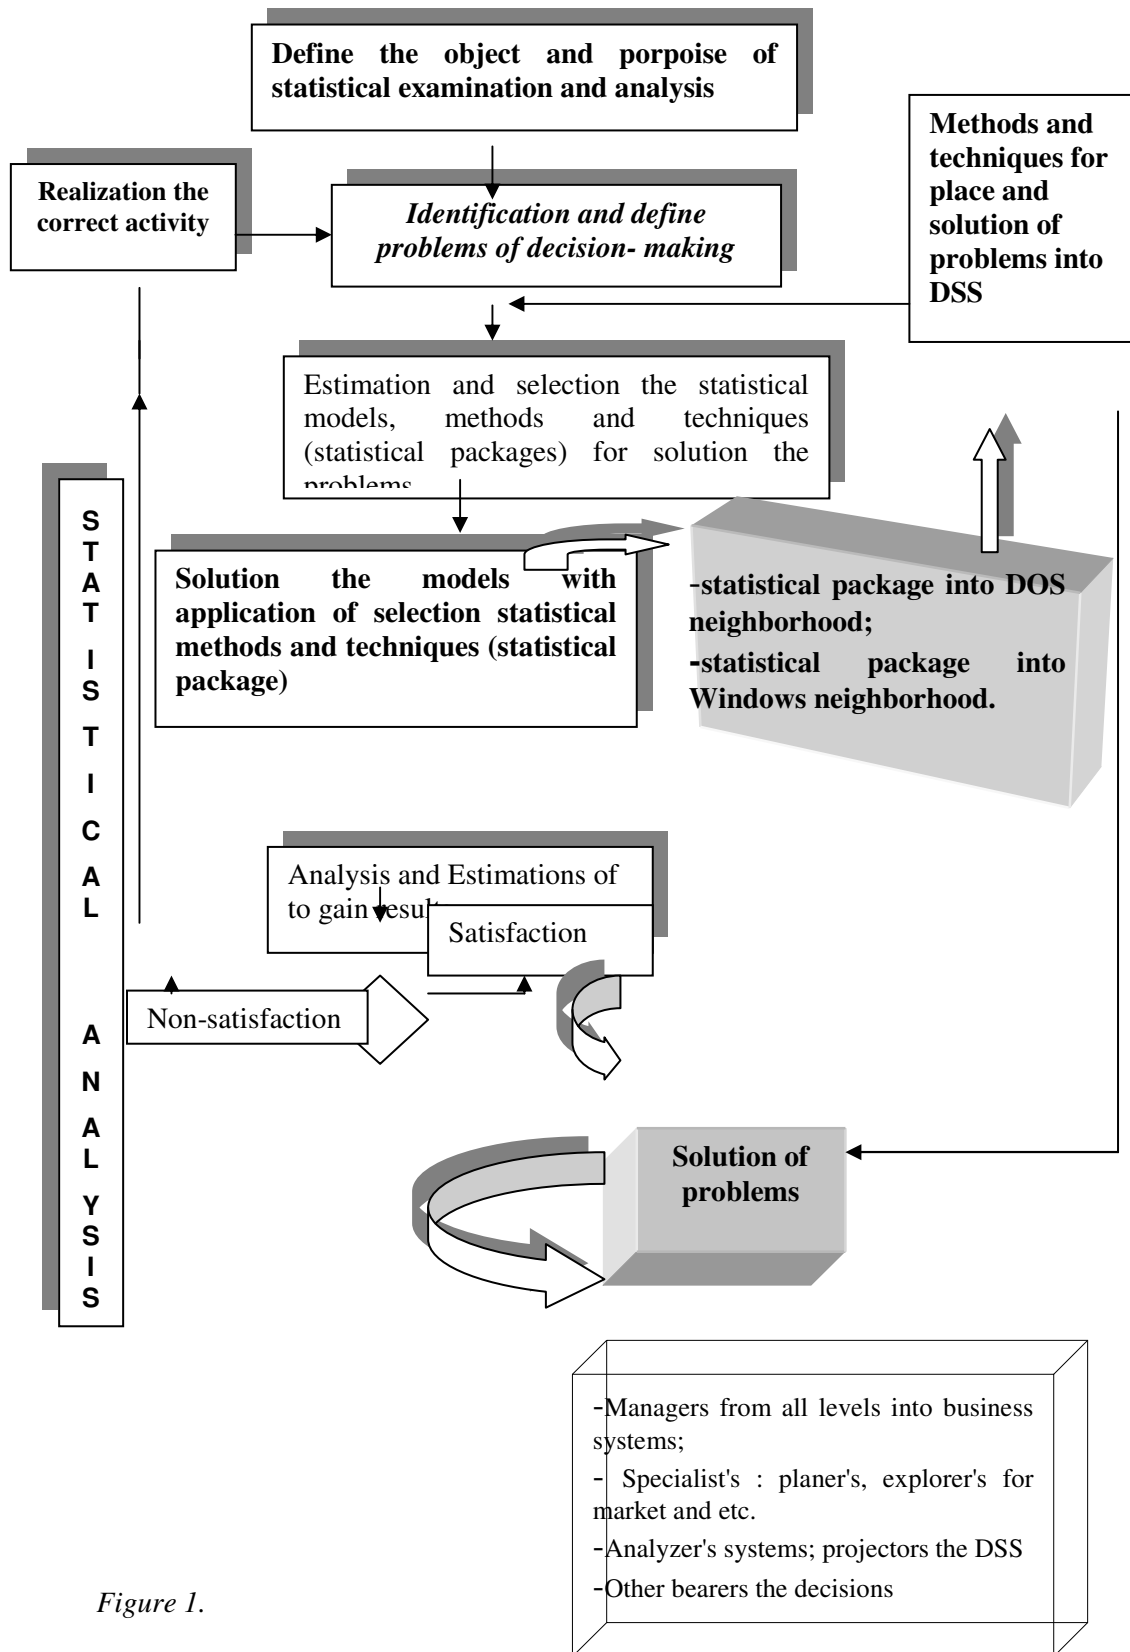 Define the object and porpoise of
statistical examination and analysis
Methods and
techniques for
place and
solution of
problems into
DSS
Realization the
correct activity
Identification and define
problems of decision- making
Estimation and selection the statistical
models, methods and techniques
(statistical packages) for solution the
problems
STATISTICAL ANALYSIS
Solution the models with
application of selection statistical
methods and techniques (statistical
package)
-statistical package into DOS
neighborhood;
-statistical package into
Windows neighborhood.
Analysis and Estimations of
to gain result
Satisfaction
Non-satisfaction
Solution of
problems
-Managers from all levels into business
systems;
- Specialist's : planer's, explorer's for
market and etc.
-Analyzer's systems; projectors the DSS
-Other bearers the decisions
Figure 1.